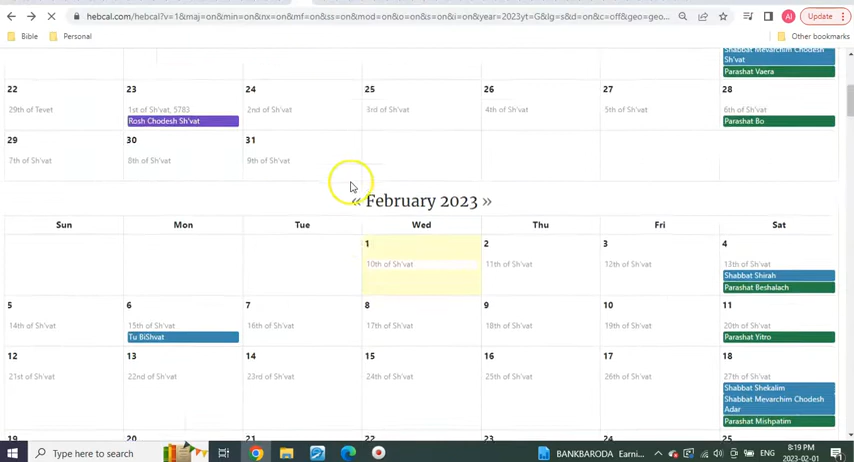 hebcal.com/hebcal?v=1&maj=on&min=on&nx=on&mf=on&ss=on&mod=on&o=on&s=on&i=on&year=2023yt=G&lg=s&d=on&c=off&geo=geo...
AI
Update
Bible
Personal
Other bookmarks
Shabbat Mevarchim Chodesh
Sh'vat
Parashat Vaera
22 23 24 25 26 27 28
29th of Tevet 1st of Sh'vat, 5783 2nd of Sh'vat 3rd of Sh'vat 4th of Sh'vat 5th of Sh'vat 6th of Sh'vat
Rosh Chodesh Sh'vat Parashat Bo
29 30 31
7th of Sh'vat 8th of Sh'vat 9th of Sh'vat
« February 2023 »
Sun Mon Tue Wed Thu Fri Sat
1 2 3 4
10th of Sh'vat 11th of Sh'vat 12th of Sh'vat 13th of Sh'vat
Shabbat Shirah
Parashat Beshalach
5 6 7 8 9 10 11
14th of Sh'vat 15th of Sh'vat 16th of Sh'vat 17th of Sh'vat 18th of Sh'vat 19th of Sh'vat 20th of Sh'vat
Tu BiShvat Parashat Yitro
12 13 14 15 16 17 18
21st of Sh'vat 22nd of Sh'vat 23rd of Sh'vat 24th of Sh'vat 25th of Sh'vat 26th of Sh'vat 27th of Sh'vat
Shabbat Shekalim
Shabbat Mevarchim Chodesh
Adar
Parashat Mishpatim
19 20 21 22 23 24 25
Type here to search
BANKBARODA Earni...
ENG
8:19 PM
2023-02-01